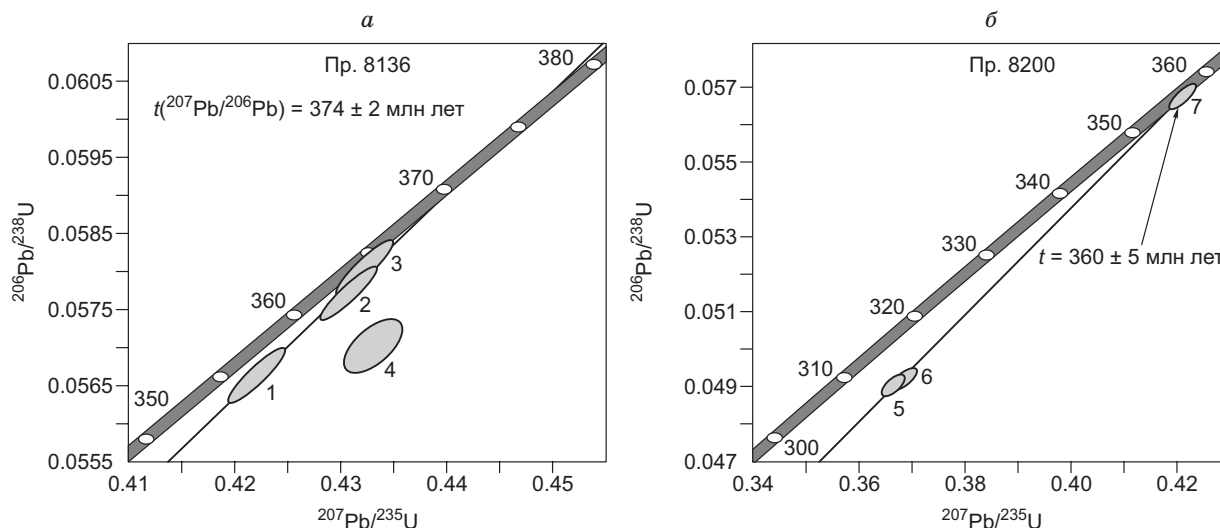 а
Пр. 8136
t(²⁰⁷Pb/²⁰⁶Pb) = 374 ± 2 млн лет
380
370
360
350
3
2
4
1
0.0605
0.0595
0.0585
0.0575
0.0565
0.0555
²⁰⁶Pb/²³⁸U
0.41 0.42 0.43 0.44 0.45
²⁰⁷Pb/²³⁵U
б
Пр. 8200
360
7
350
340
330
t = 360 ± 5 млн лет
320
310
6
5
300
0.057
0.055
0.053
0.051
0.049
0.047
²⁰⁶Pb/²³⁸U
0.34 0.36 0.38 0.40 0.42
²⁰⁷Pb/²³⁵U